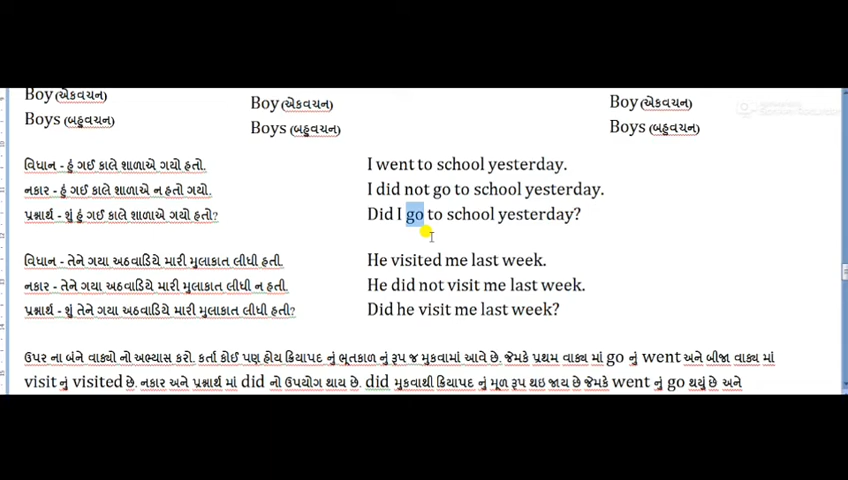 Boy (એકવચન) Boy (એકવચન) Boy (એકવચન)
Boys (બહુવચન) Boys (બહુવચન) Boys (બહુવચન)
વિધાન - હું ગઈ કાલે શાળાએ ગયો હતો. I went to school yesterday.
નકાર - હું ગઈ કાલે શાળાએ ન હતો ગયો. I did not go to school yesterday.
પ્રશ્નાર્થ - શું હું ગઈ કાલે શાળાએ ગયો હતો? Did I go to school yesterday?
વિધાન - તેને ગયા અઠવાડિયે મારી મુલાકાત લીધી હતી. He visited me last week.
નકાર - તેને ગયા અઠવાડિયે મારી મુલાકાત લીધી ન હતી. He did not visit me last week.
પ્રશ્નાર્થ - શું તેને ગયા અઠવાડિયે મારી મુલાકાત લીધી હતી? Did he visit me last week?
ઉપર ના બંને વાક્યો નો અભ્યાસ કરો. કર્તા કોઈ પણ હોય ક્રિયાપદ નું ભૂતકાળ નું રૂપ જ મુકવામાં આવે છે. જેમકે પ્રથમ વાક્ય માં go નું went અને બીજા વાક્ય માં
visit નું visited છે. નકાર અને પ્રશ્નાર્થ માં did નો ઉપયોગ થાય છે. did મુકવાથી ક્રિયાપદ નું મૂળ રૂપ થઇ જાય છે જેમકે went નું go થયું છે અને